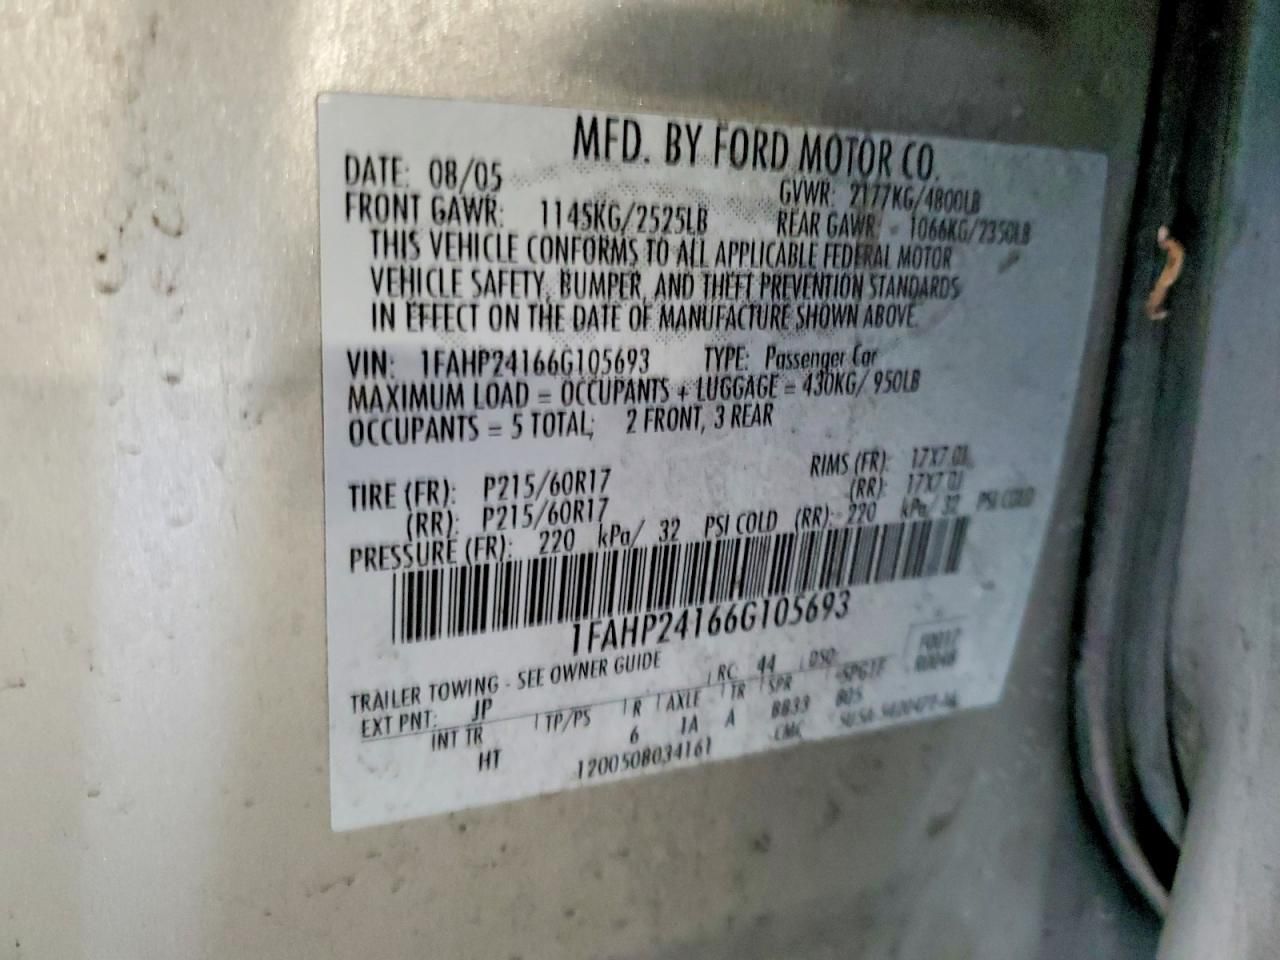 MFD. BY FORD MOTOR CO.
DATE: 08/05 GVWR: 2177KG/4800LB
FRONT GAWR: 1145KG/2525LB REAR GAWR: 1066KG/2350LB
THIS VEHICLE CONFORMS TO ALL APPLICABLE FEDERAL MOTOR
VEHICLE SAFETY, BUMPER, AND THEFT PREVENTION STANDARDS
IN EFFECT ON THE DATE OF MANUFACTURE SHOWN ABOVE.
VIN: 1FAHP24166G105693 TYPE: Passenger Car
MAXIMUM LOAD = OCCUPANTS + LUGGAGE = 430KG/ 950LB
OCCUPANTS = 5 TOTAL; 2 FRONT, 3 REAR
TIRE (FR): P215/60R17 RIMS (FR): 17X7.0J
(RR): P215/60R17 (RR): 17X7.0J
PRESSURE (FR): 220 kPa/ 32 PSI COLD (RR): 220 kPa/ 32 PSI COLD
1FAHP24166G105693
TRAILER TOWING - SEE OWNER GUIDE
EXT PNT: JP RC: 44 DSO:
INT TR TP/PS R AXLE TR SPR
HT 6 1A A BB33
1200508034161